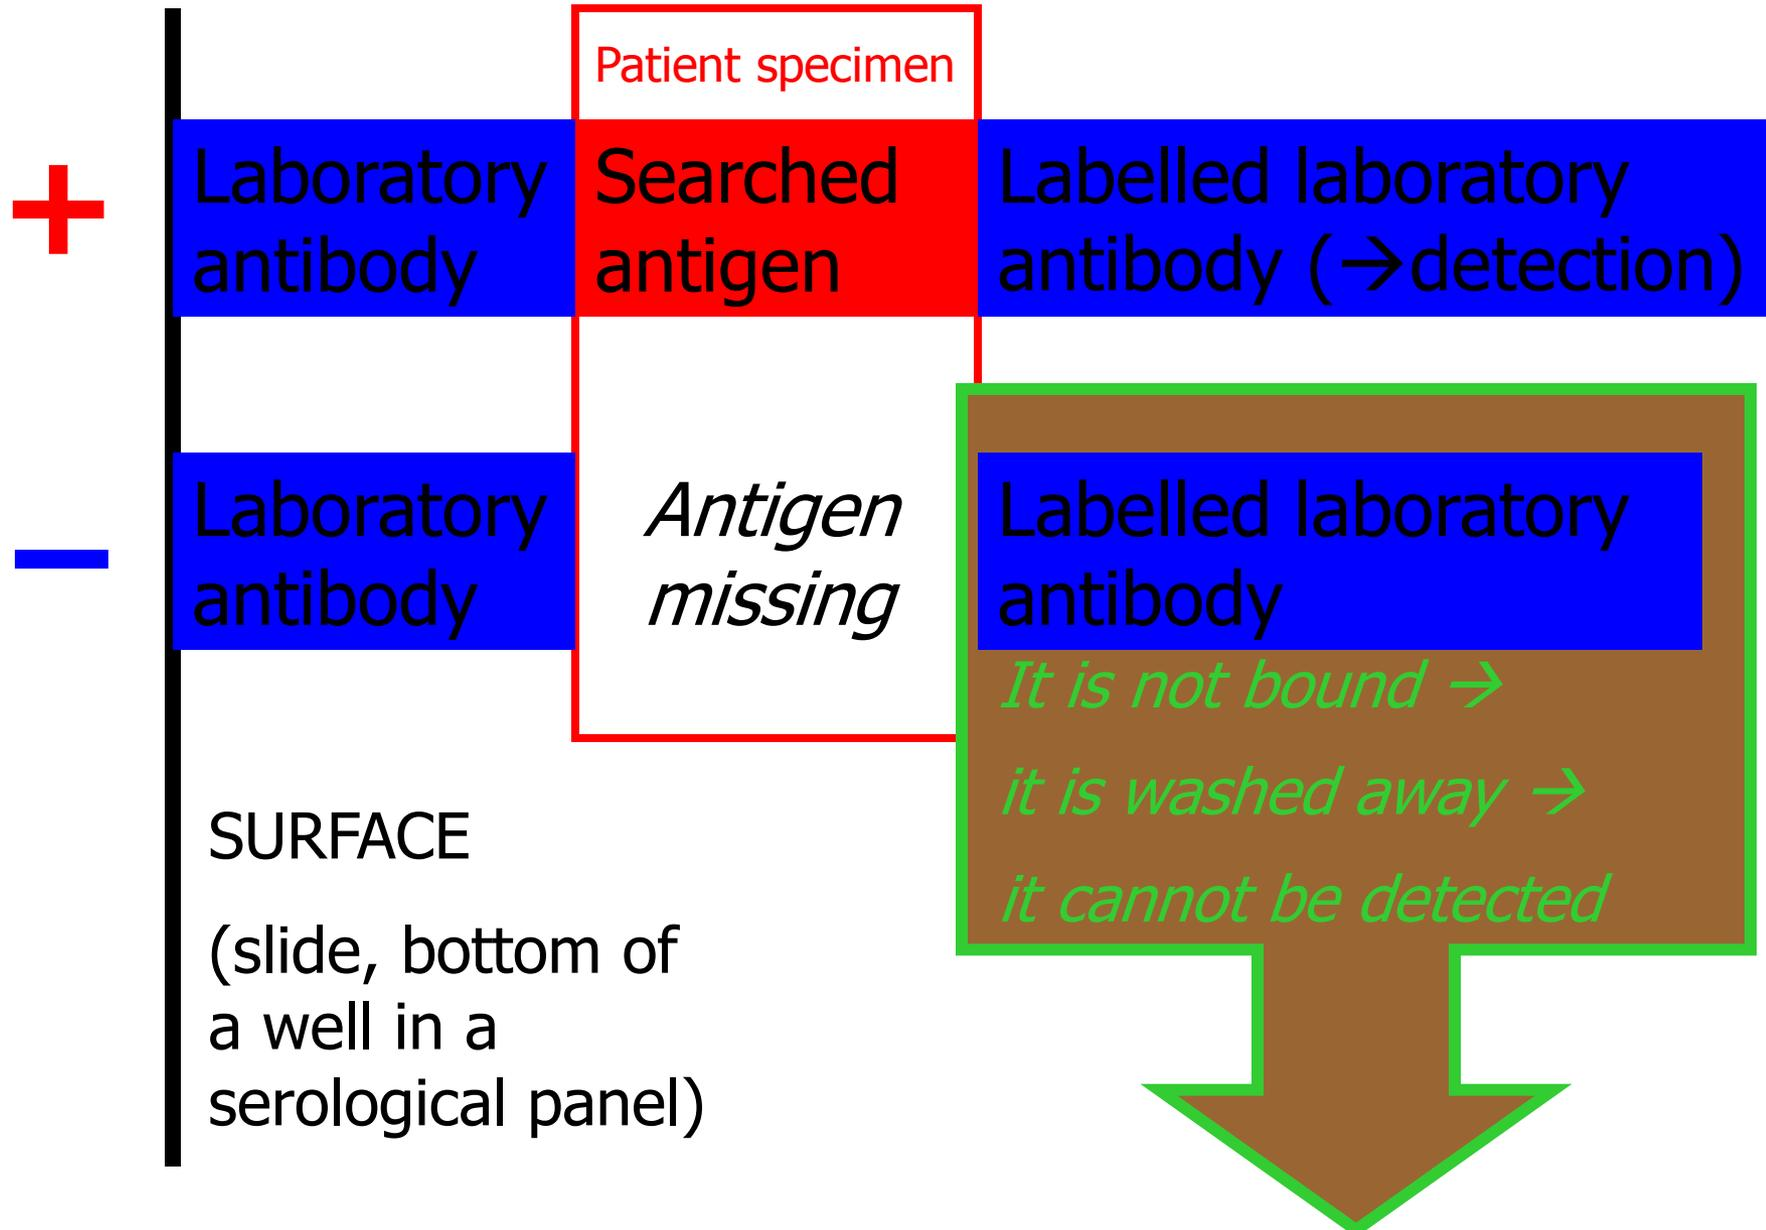 Patient specimen
+
Laboratory
antibody
Searched
antigen
Labelled laboratory
antibody (→detection)
–
Laboratory
antibody
Antigen
missing
Labelled laboratory
antibody
It is not bound →
it is washed away →
it cannot be detected
SURFACE
(slide, bottom of
a well in a
serological panel)